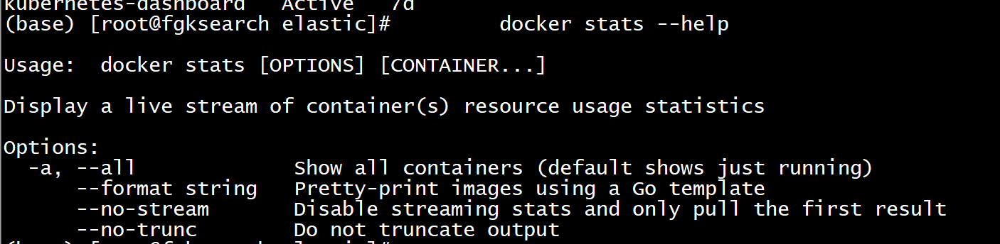 kubernetes-dashboard   Active   7d
(base) [root@fgksearch elastic]#         docker stats --help

Usage:  docker stats [OPTIONS] [CONTAINER...]

Display a live stream of container(s) resource usage statistics

Options:
  -a, --all             Show all containers (default shows just running)
      --format string   Pretty-print images using a Go template
      --no-stream       Disable streaming stats and only pull the first result
      --no-trunc        Do not truncate output